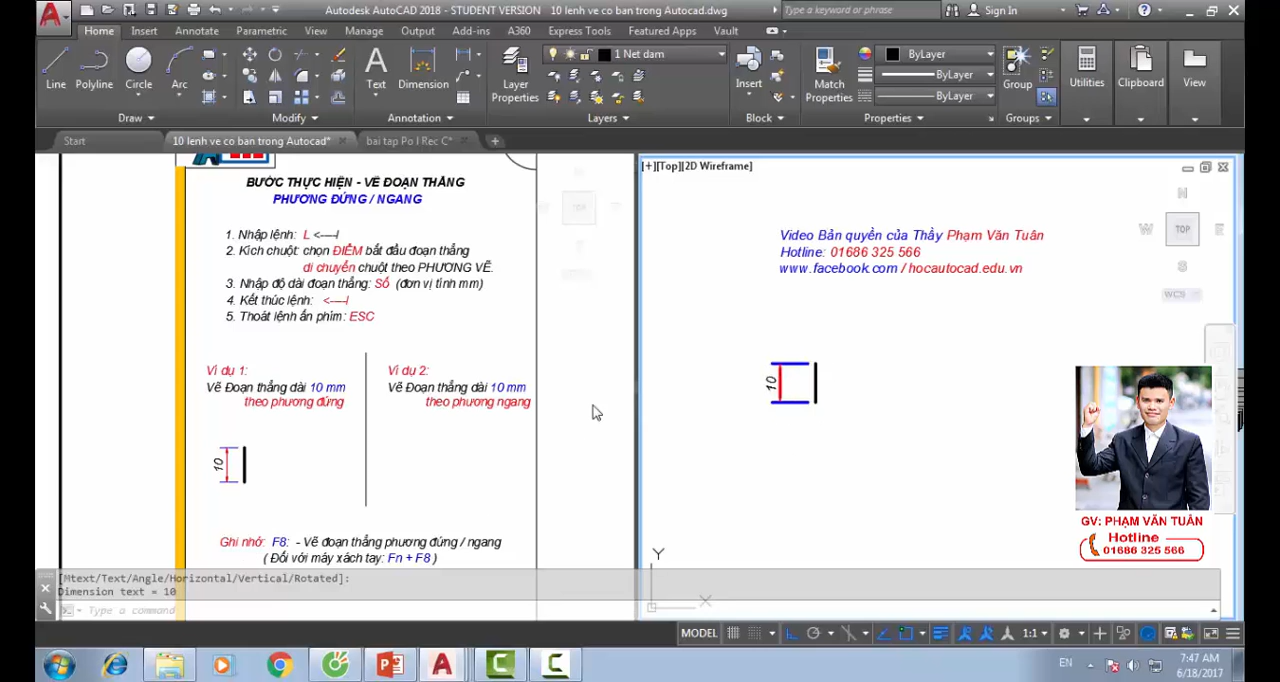 Autodesk AutoCAD 2018 - STUDENT VERSION 10 lenh ve co ban trong Autocad.dwg
Type a keyword or phrase
Sign In
Home Insert Annotate Parametric View Manage Output Add-ins A360 Express Tools Featured Apps Vault
1 Net dam
ByLayer
ByLayer
ByLayer
Line Polyline Circle Arc Text Dimension Layer Properties Insert Match Properties Group Utilities Clipboard View
Draw Modify Annotation Layers Block Properties Groups
Start 10 lenh ve co ban trong Autocad* bai tap Po l Rec C*
BƯỚC THỰC HIỆN - VẼ ĐOẠN THẲNG
PHƯƠNG ĐỨNG / NGANG
1. Nhập lệnh: L <----l
2. Kích chuột: chọn ĐIỂM bắt đầu đoạn thẳng
di chuyển chuột theo PHƯƠNG VẼ.
3. Nhập độ dài đoạn thẳng: Số (đơn vị tính mm)
4. Kết thúc lệnh: <----l
5. Thoát lệnh ấn phím: ESC
Ví dụ 1:
Vẽ Đoạn thẳng dài 10 mm
theo phương đứng
10
Ví dụ 2:
Vẽ Đoạn thẳng dài 10 mm
theo phương ngang
Ghi nhớ: F8: - Vẽ đoạn thẳng phương đứng / ngang
( Đối với máy xách tay: Fn + F8 )
[+][Top][2D Wireframe]
N
W TOP E
S
WCS
Video Bản quyền của Thầy Phạm Văn Tuân
Hotline: 01686 325 566
www.facebook.com / hocautocad.edu.vn
10
GV: PHẠM VĂN TUÂN
Hotline
01686 325 566
Y
X
[Mtext/Text/Angle/Horizontal/Vertical/Rotated]:
Dimension text = 10
Type a command
MODEL
1:1
EN
7:47 AM
6/18/2017